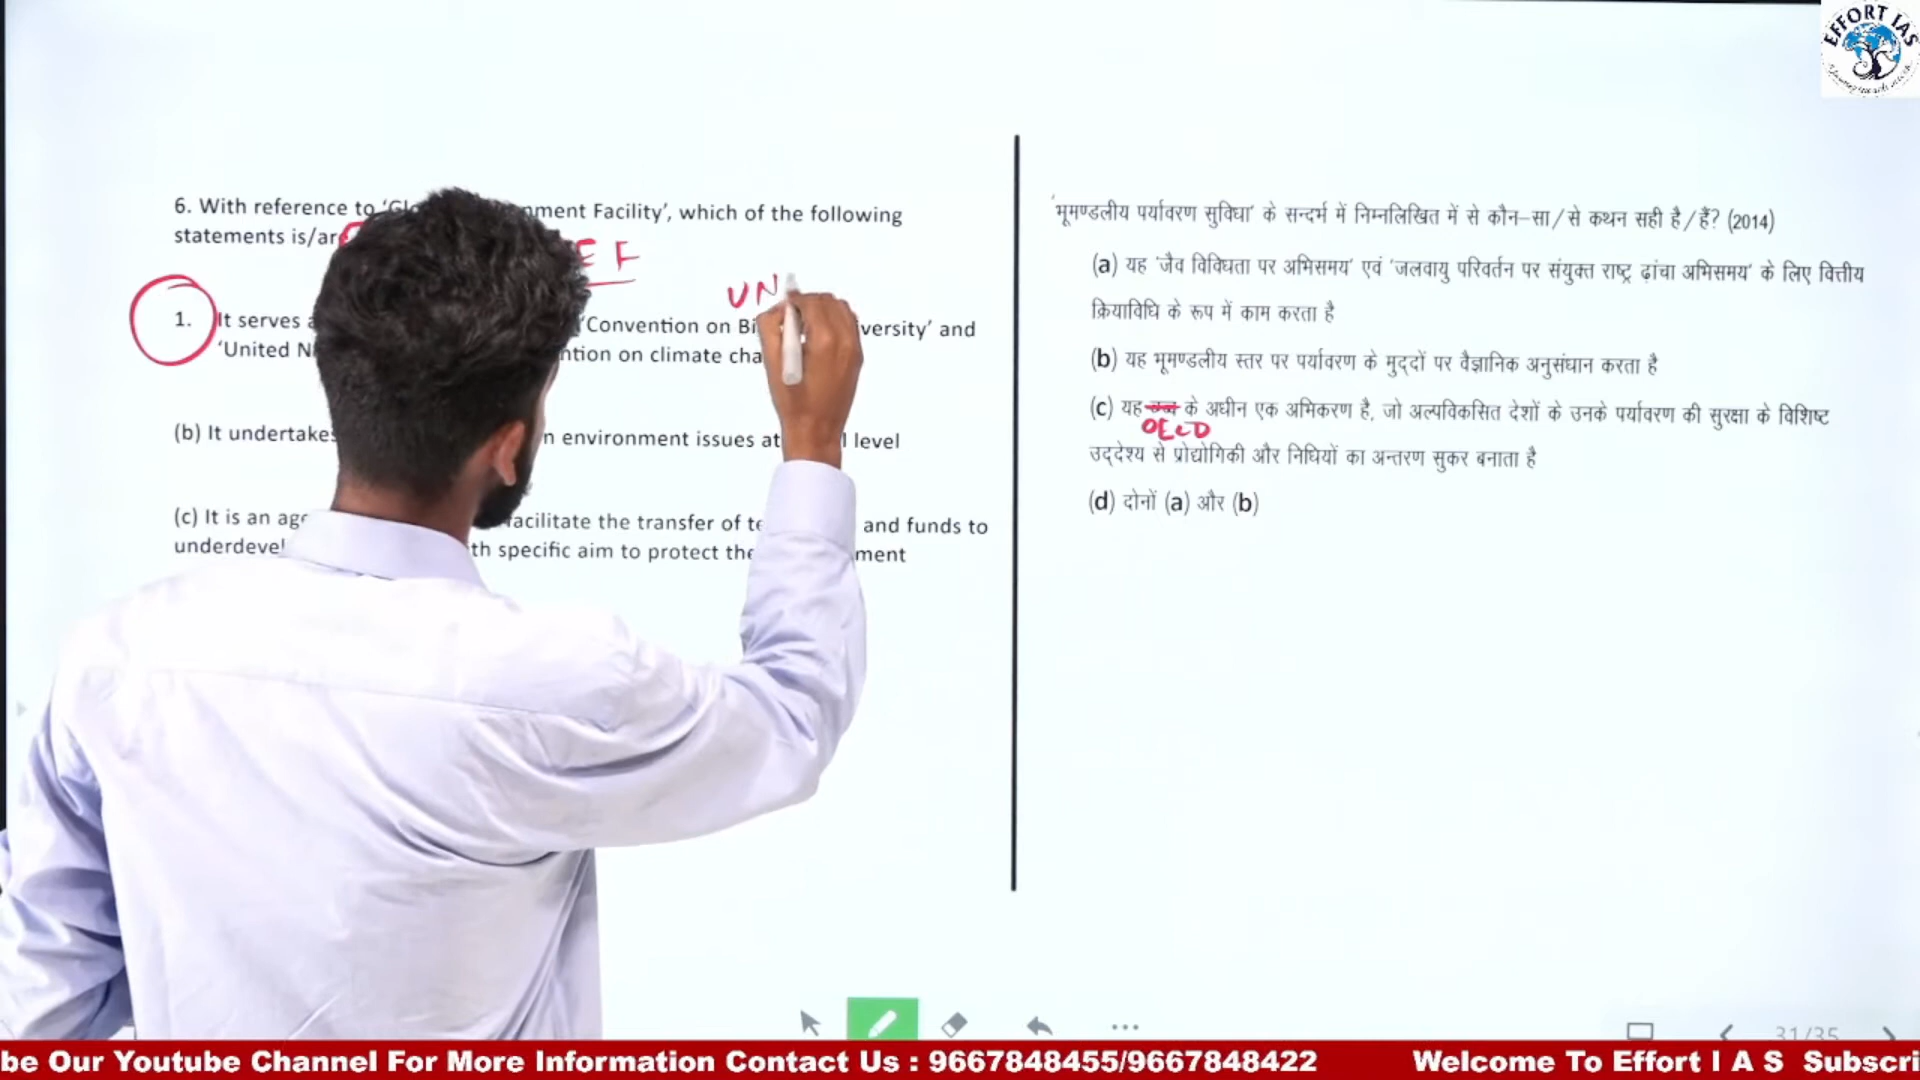 EFFORT IAS
6. With reference to ment Facility’, which of the following
statements is/ar
E F
UN
1. It serves ‘Convention on Bi versity’ and
‘United N ntion on climate cha
(b) It undertakes n environment issues at l level
(c) It is an age acilitate the transfer of te and funds to
underdevel th specific aim to protect the ment
'भूमण्डलीय पर्यावरण सुविधा' के सन्दर्भ में निम्नलिखित में से कौन–सा/से कथन सही है/हैं? (2014)
(a) यह 'जैव विविधता पर अभिसमय' एवं 'जलवायु परिवर्तन पर संयुक्त राष्ट्र ढ़ांचा अभिसमय' के लिए वित्तीय
क्रियाविधि के रूप में काम करता है
(b) यह भूमण्डलीय स्तर पर पर्यावरण के मुद्दों पर वैज्ञानिक अनुसंधान करता है
(c) यह के अधीन एक अभिकरण है, जो अल्पविकसित देशों के उनके पर्यावरण की सुरक्षा के विशिष्ट
OECD
उद्देश्य से प्रोद्योगिकी और निधियों का अन्तरण सुकर बनाता है
(d) दोनों (a) और (b)
31/35
be Our Youtube Channel For More Information Contact Us : 9667848455/9667848422 Welcome To Effort I A S Subscri